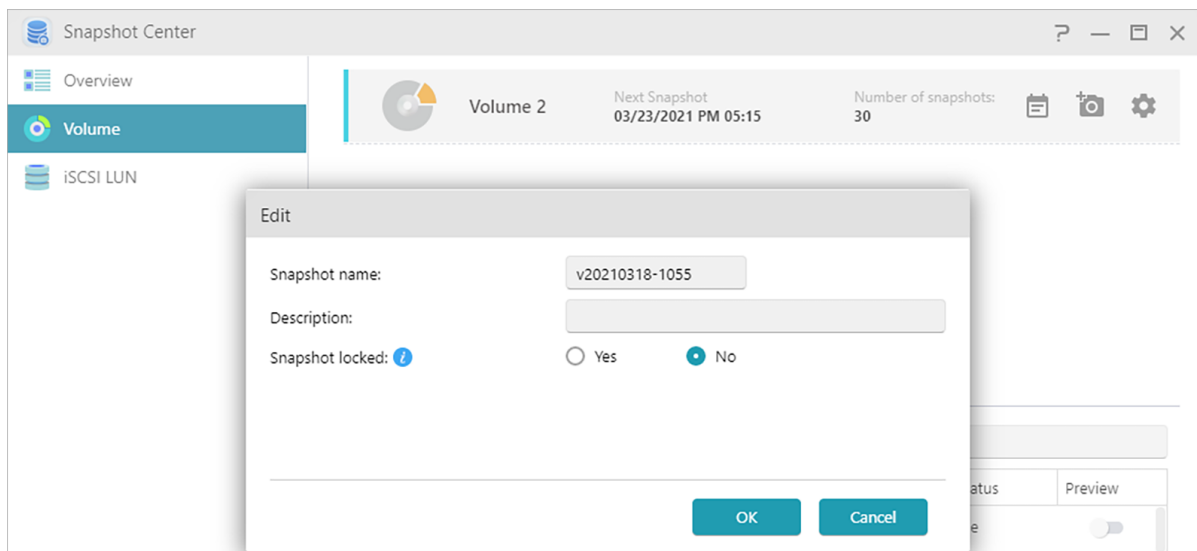 Snapshot Center
Overview
Volume
iSCSI LUN
Volume 2
Next Snapshot
03/23/2021 PM 05:15
Number of snapshots:
30
Edit
Snapshot name:
v20210318-1055
Description:
Snapshot locked:
Yes
No
OK
Cancel
atus
Preview
e